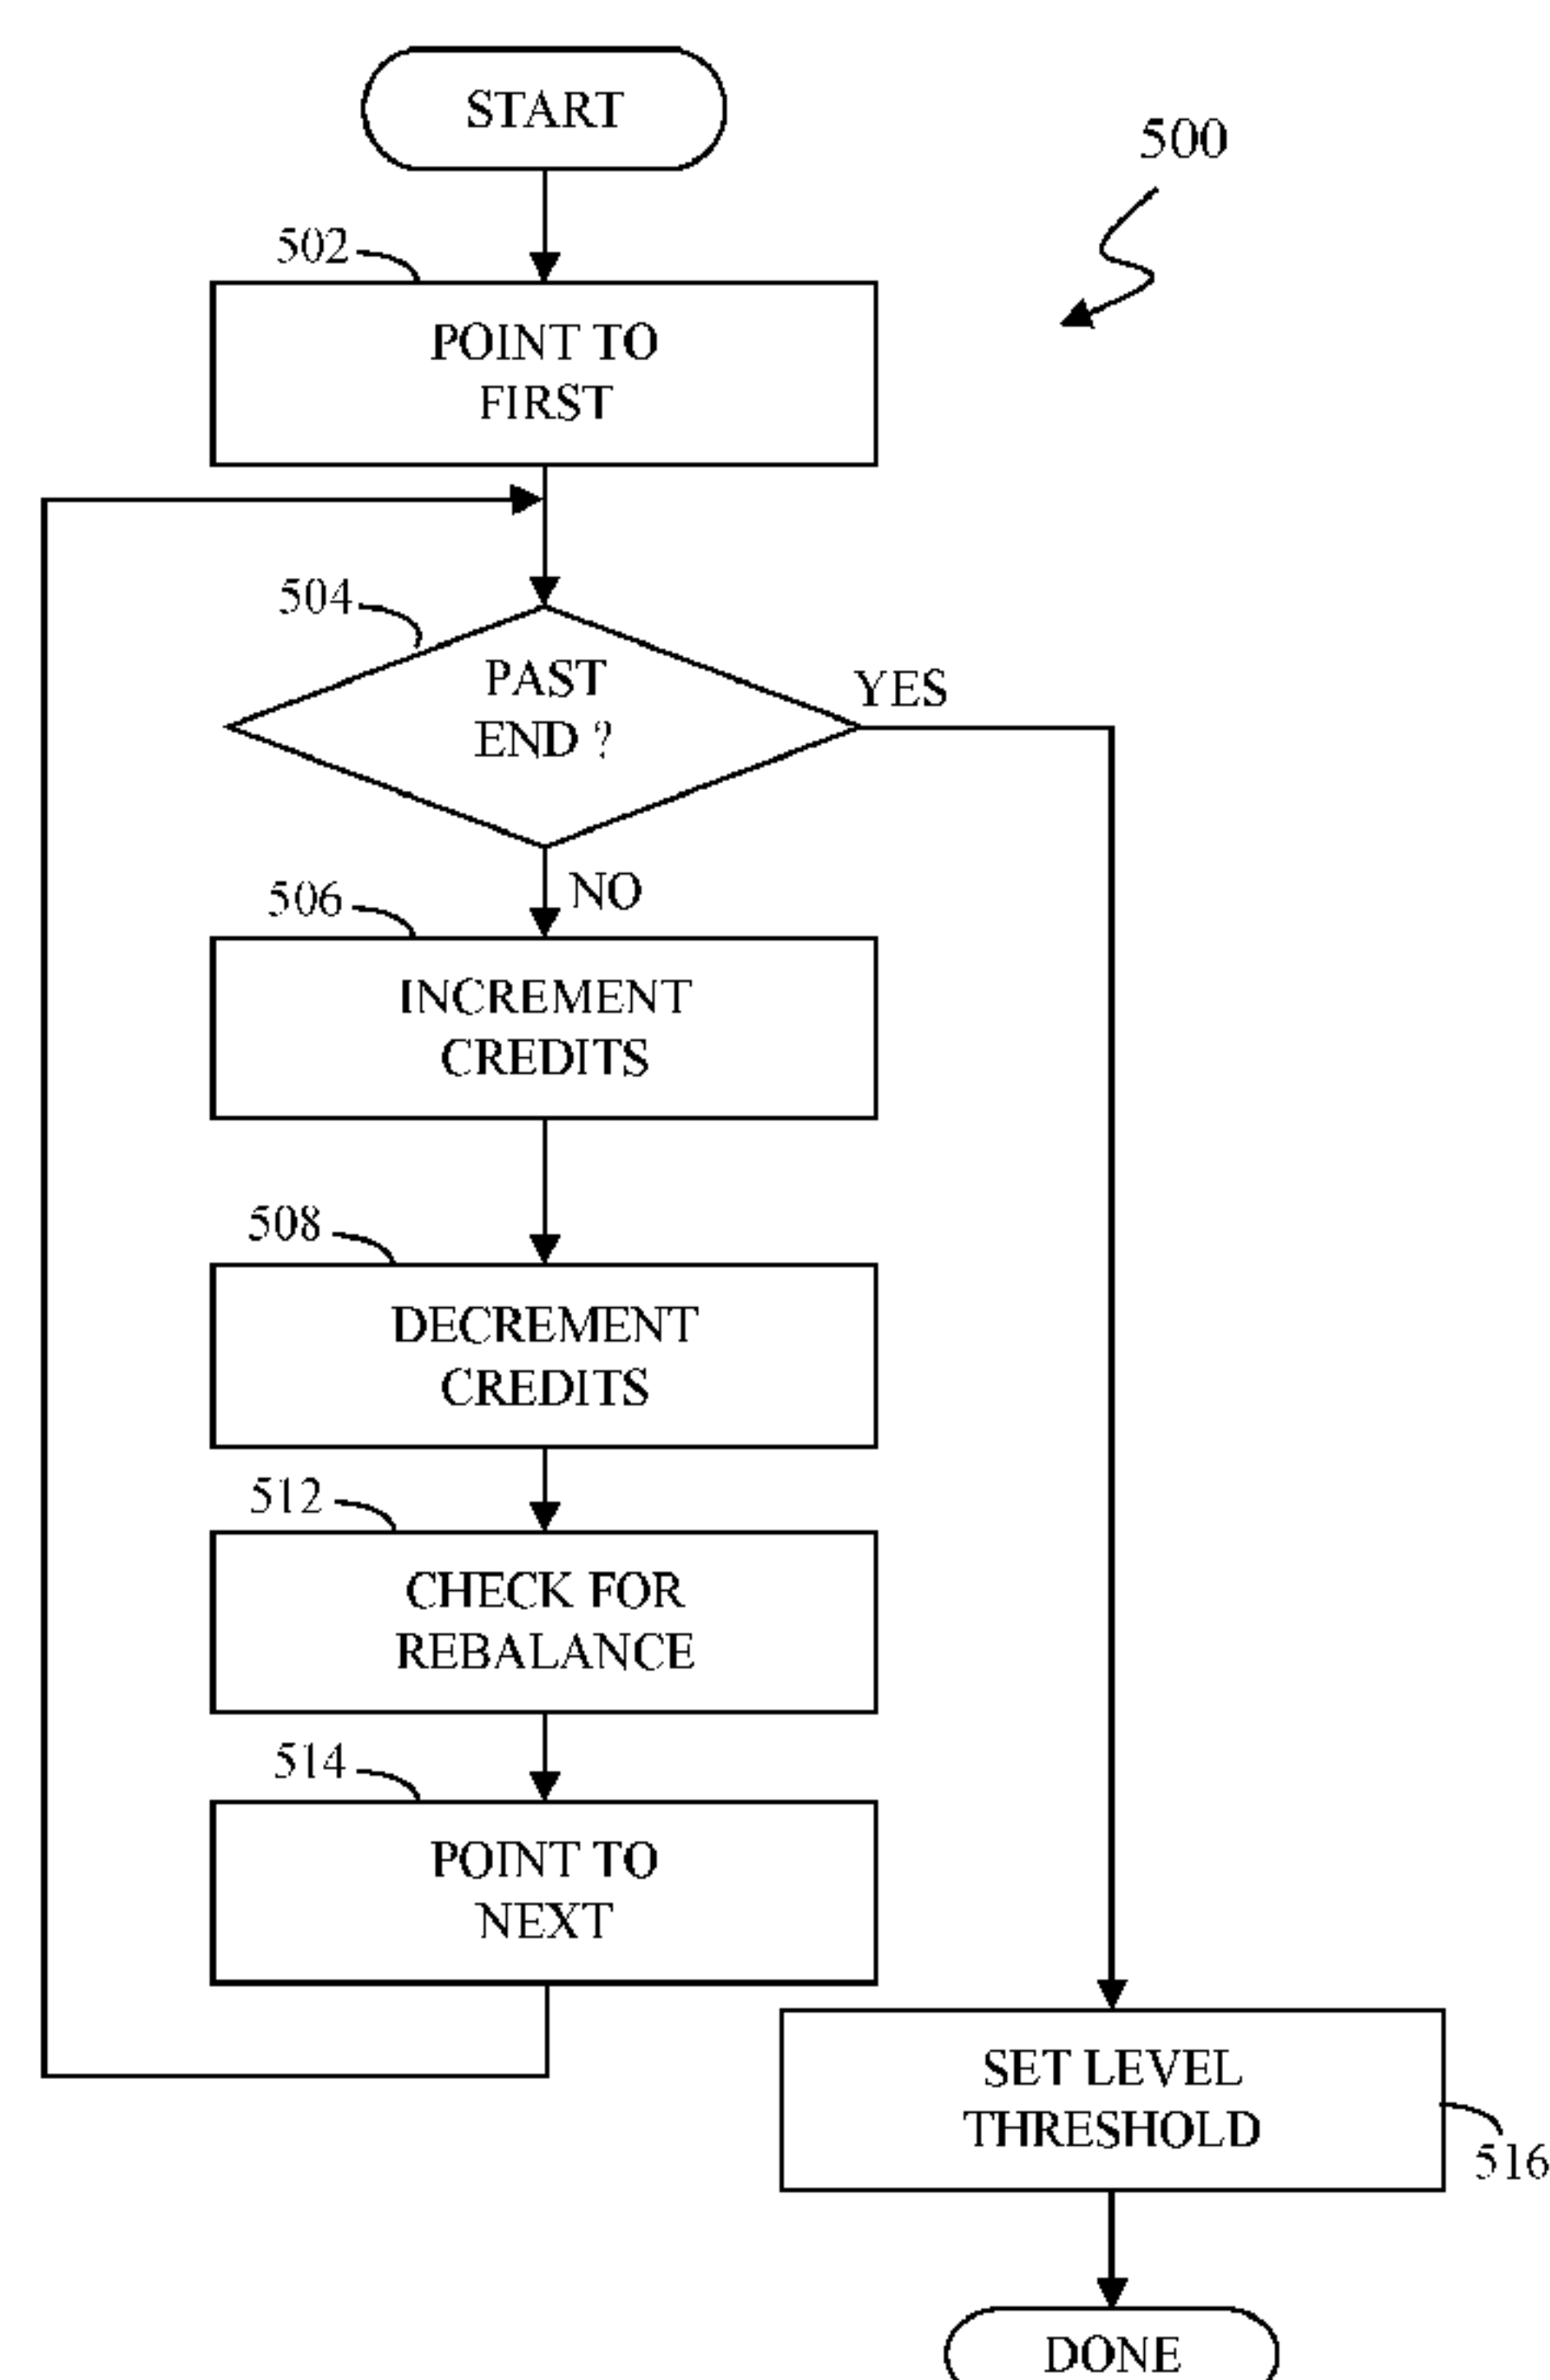 START
500
502
POINT TO
FIRST
504
PAST
END ?
YES
NO
506
INCREMENT
CREDITS
508
DECREMENT
CREDITS
512
CHECK FOR
REBALANCE
514
POINT TO
NEXT
SET LEVEL
THRESHOLD
516
DONE